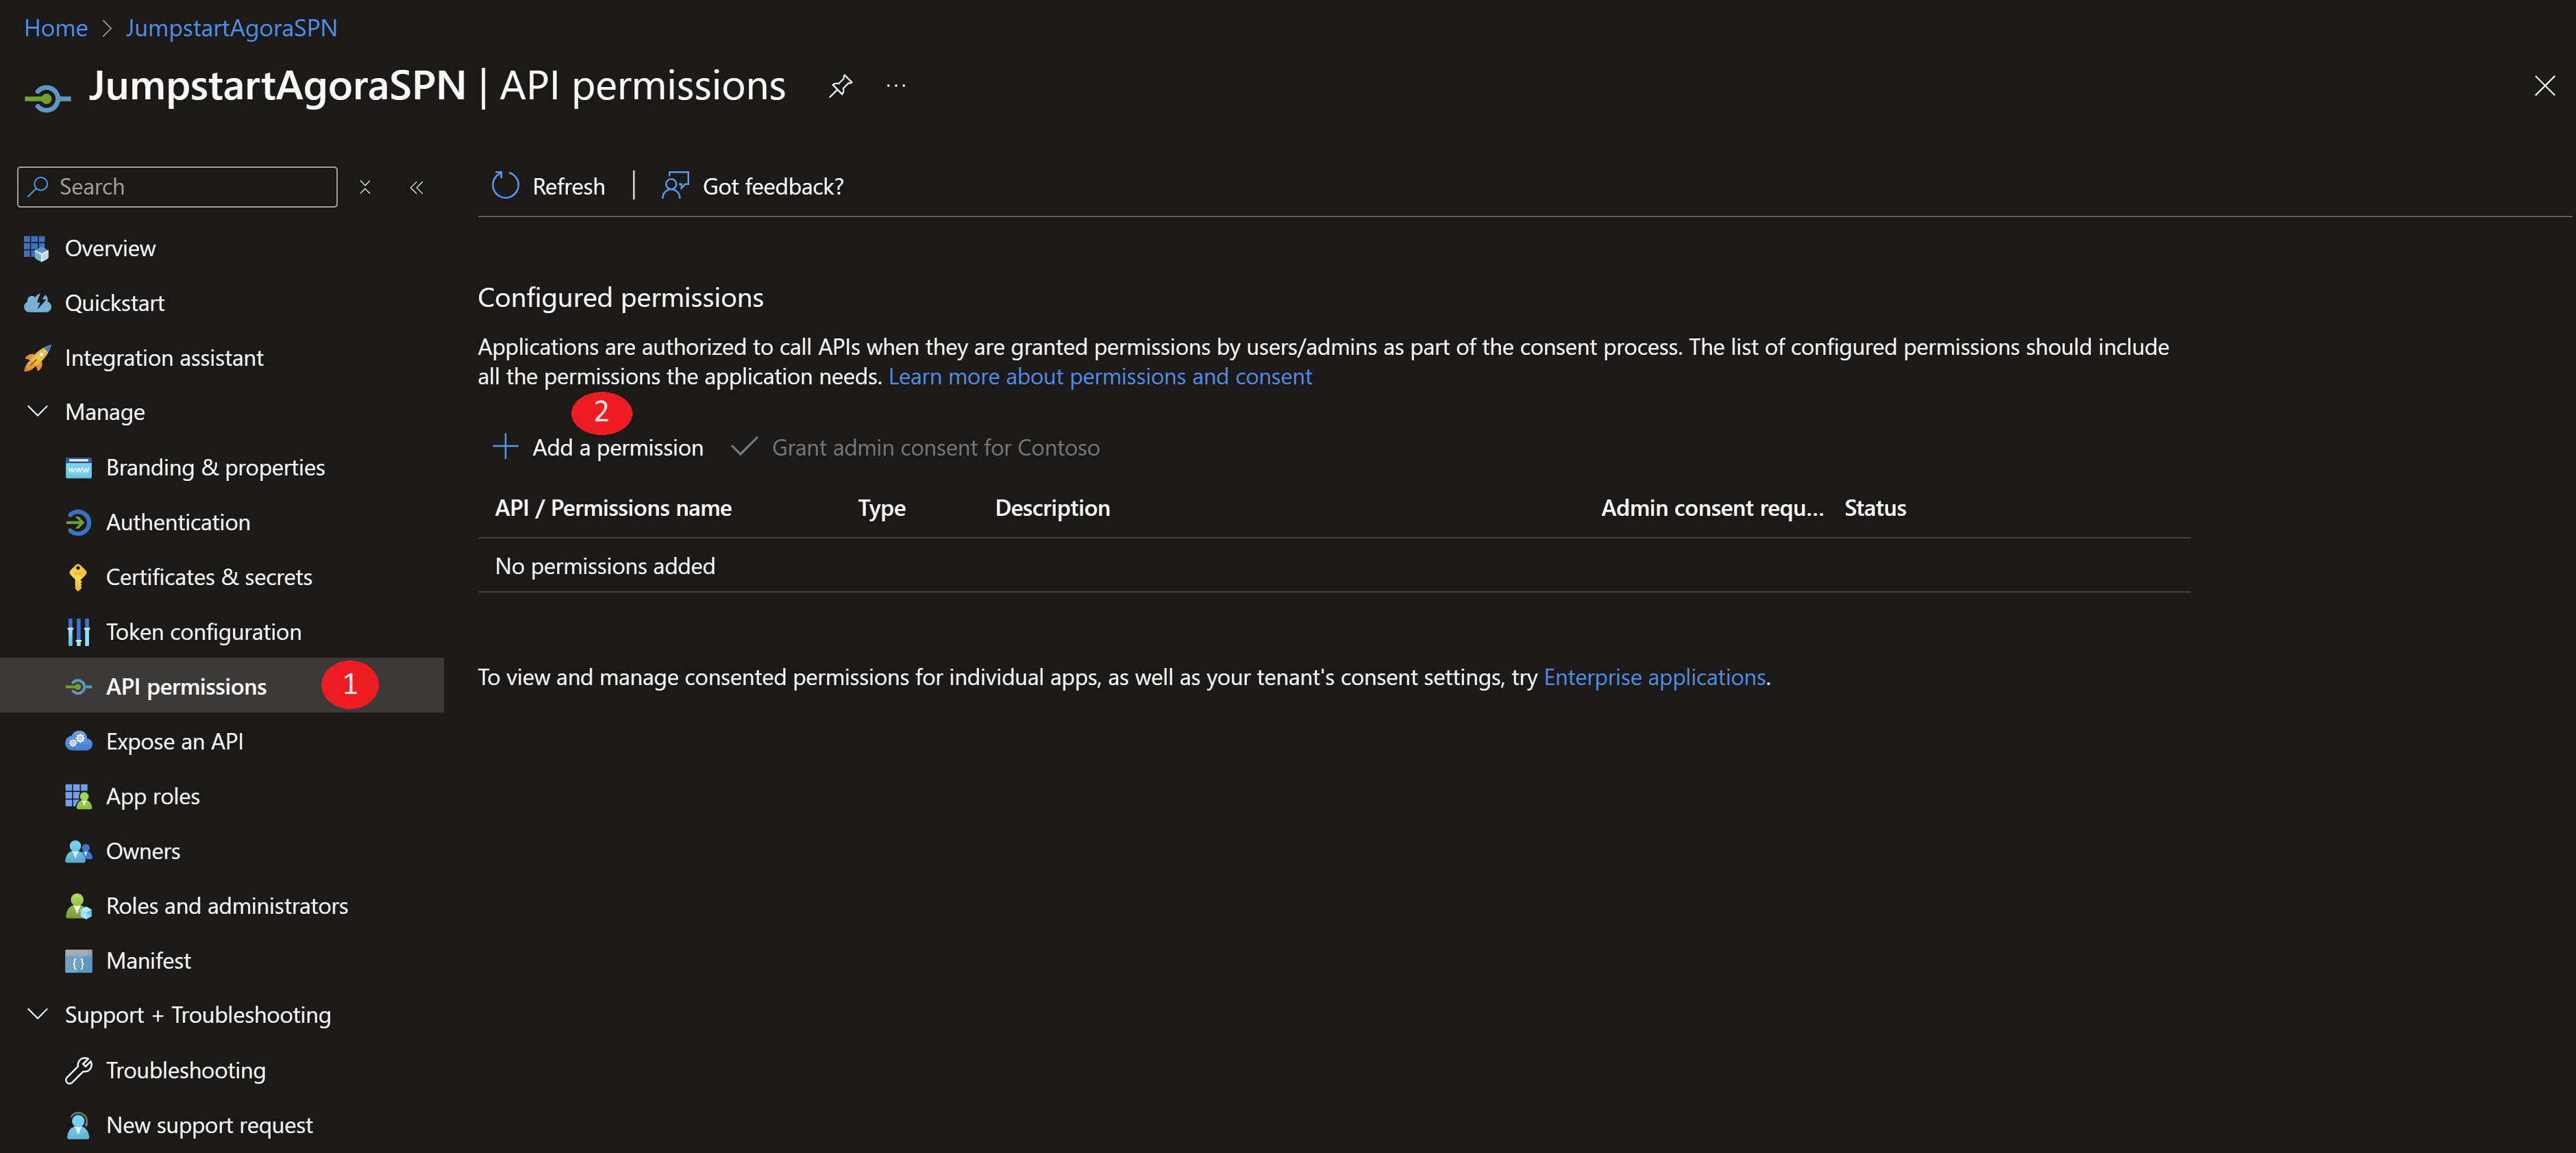 Home > JumpstartAgoraSPN
JumpstartAgoraSPN | API permissions
Search
Refresh | Got feedback?
Overview
Quickstart
Integration assistant
Manage
Branding & properties
Authentication
Certificates & secrets
Token configuration
API permissions 1
Expose an API
App roles
Owners
Roles and administrators
Manifest
Support + Troubleshooting
Troubleshooting
New support request
Configured permissions
Applications are authorized to call APIs when they are granted permissions by users/admins as part of the consent process. The list of configured permissions should include
all the permissions the application needs. Learn more about permissions and consent
2
Add a permission Grant admin consent for Contoso
API / Permissions name Type Description Admin consent requ... Status
No permissions added
To view and manage consented permissions for individual apps, as well as your tenant's consent settings, try Enterprise applications.